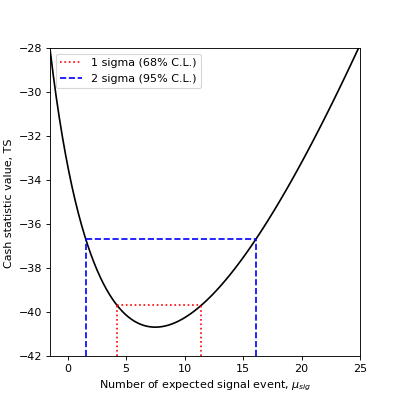 −28
−30
−32
−34
−36
−38
−40
−42
Cash statistic value, TS
1 sigma (68% C.L.)
2 sigma (95% C.L.)
0 5 10 15 20 25
Number of expected signal event, μsig